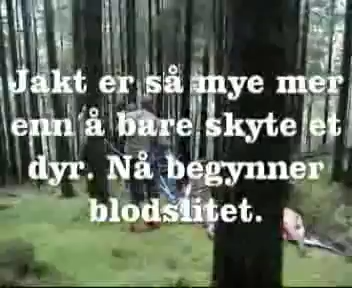 Jakt er så mye mer
enn å bare skyte et
dyr. Nå begynner
blodslitet.